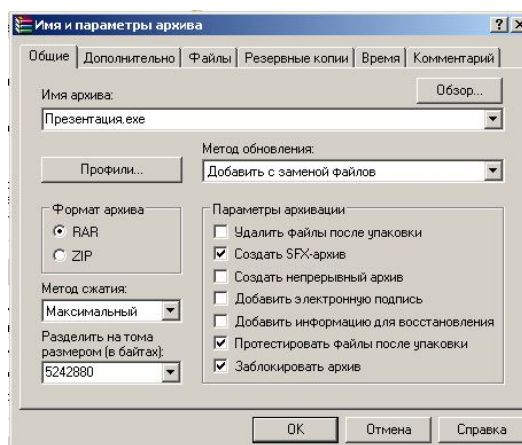 Имя и параметры архива
Общие Дополнительно Файлы Резервные копии Время Комментарий
Имя архива:
Обзор...
Презентация.exe
Профили...
Метод обновления:
Добавить с заменой файлов
Формат архива
RAR
ZIP
Метод сжатия:
Максимальный
Разделить на тома
размером (в байтах):
5242880
Параметры архивации
Удалить файлы после упаковки
Создать SFX-архив
Создать непрерывный архив
Добавить электронную подпись
Добавить информацию для восстановления
Протестировать файлы после упаковки
Заблокировать архив
OK Отмена Справка